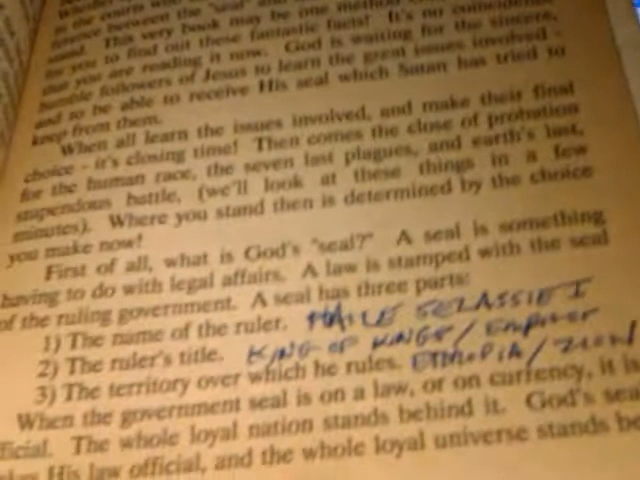 in the courts
ference between the "seal" and
stand. This very book may be one method
for you to find out these fantastic facts! It's no coincidence
that you are reading it now. God is waiting for the sincere,
humble followers of Jesus to learn the great issues involved -
and to be able to receive His seal which Satan has tried to
keep from them.
When all learn the issues involved, and make their final
choice - it's closing time! Then comes the close of probation
for the human race, the seven last plagues, and earth's last,
stupendous battle, (we'll look at these things in a few
minutes). Where you stand then is determined by the choice
you make now!
First of all, what is God's "seal?" A seal is something
having to do with legal affairs. A law is stamped with the seal
of the ruling government. A seal has three parts:
1) The name of the ruler. HAILE SELASSIE I
2) The ruler's title. KING OF KINGS / EMPEROR
3) The territory over which he rules. ETHIOPIA / ZION
When the government seal is on a law, or on currency, it is
ficial. The whole loyal nation stands behind it. God's seal
His law official, and the whole loyal universe stands be